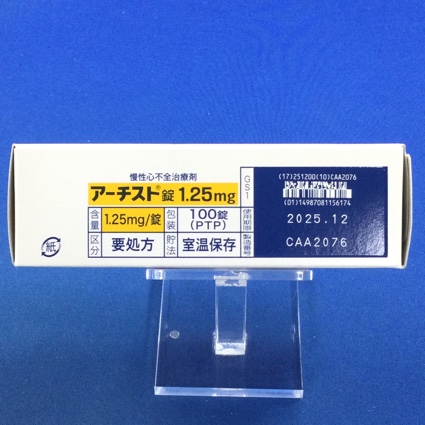 慢性心不全治療剤
アーチスト®錠 1.25mg
含量 1.25mg/錠 包装 100錠 (PTP)
区分 要処方 貯法 室温保存
GS1
(17)251200(10)CAA2076
(01)14987081156174
使用期限 2025.12
製造番号 CAA2076
紙